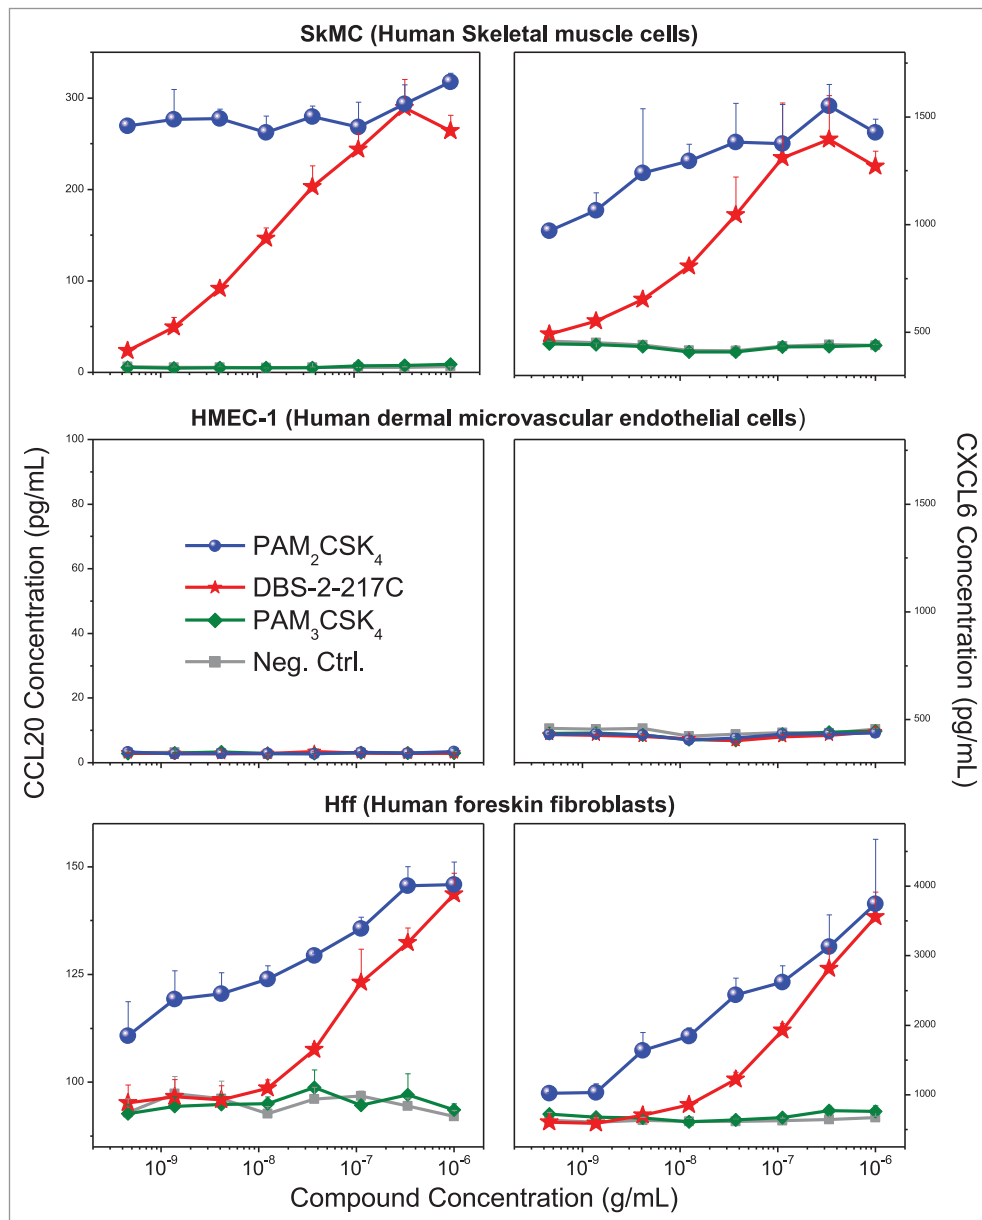 SkMC (Human Skeletal muscle cells)
300
200
100
0
1500
1000
500
HMEC-1 (Human dermal microvascular endothelial cells)
CCL20 Concentration (pg/mL)
100
80
60
40
20
0
PAM₂CSK₄
DBS-2-217C
PAM₃CSK₄
Neg. Ctrl.
1500
1000
500
CXCL6 Concentration (pg/mL)
Hff (Human foreskin fibroblasts)
150
125
100
4000
3000
2000
1000
10⁻⁹ 10⁻⁸ 10⁻⁷ 10⁻⁶
10⁻⁹ 10⁻⁸ 10⁻⁷ 10⁻⁶
Compound Concentration (g/mL)